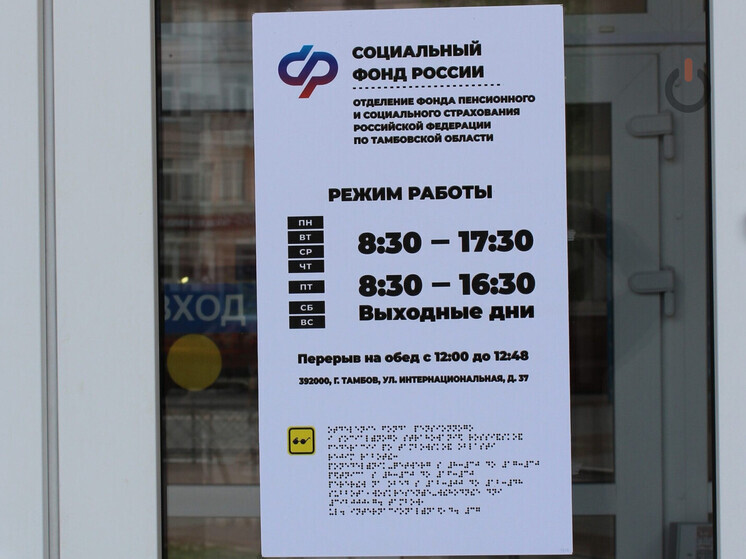 СОЦИАЛЬНЫЙ
ФОНД РОССИИ
ОТДЕЛЕНИЕ ФОНДА ПЕНСИОННОГО
И СОЦИАЛЬНОГО СТРАХОВАНИЯ
РОССИЙСКОЙ ФЕДЕРАЦИИ
ПО ТАМБОВСКОЙ ОБЛАСТИ
РЕЖИМ РАБОТЫ
ПН
ВТ
СР
ЧТ
8:30 – 17:30
ПТ
8:30 – 16:30
СБ
ВС
Выходные дни
Перерыв на обед с 12:00 до 12:48
392000, Г. ТАМБОВ, УЛ. ИНТЕРНАЦИОНАЛЬНАЯ, Д. 37
ВХОД